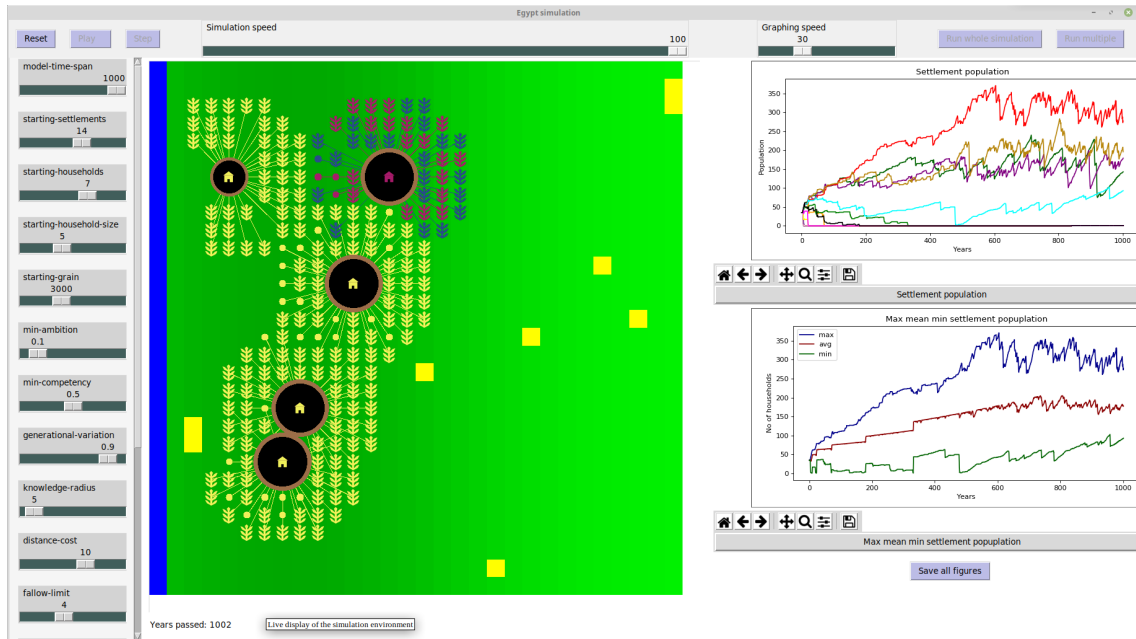 Egypt simulation
Reset
Play
Step
Simulation speed
100
Graphing speed
30
Run whole simulation
Run multiple
model-time-span
1000
starting-settlements
14
starting-households
7
starting-household-size
5
starting-grain
3000
min-ambition
0.1
min-competency
0.5
generational-variation
0.9
knowledge-radius
5
distance-cost
10
fallow-limit
4
Years passed: 1002
Live display of the simulation environment
Settlement population
Population
350
300
250
200
150
100
50
0
0 200 400 600 800 1000
Years
Settlement population
Max mean min settlement popuplation
max
avg
min
No of households
350
300
250
200
150
100
50
0
0 200 400 600 800 1000
Years
Max mean min settlement popuplation
Save all figures